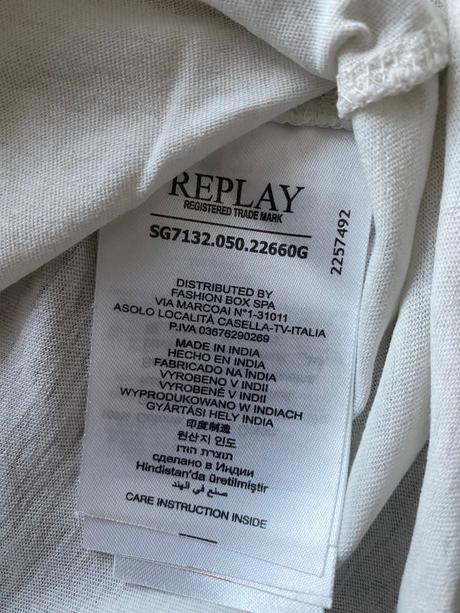 REPLAY
REGISTERED TRADE MARK
SG7132.050.22660G
2257492
DISTRIBUTED BY
FASHION BOX SPA
VIA MARCOAI N°1-31011
ASOLO LOCALITÀ CASELLA-TV-ITALIA
P.IVA 03676290269
MADE IN INDIA
HECHO EN INDIA
FABRICADO NA ÍNDIA
VYROBENO V INDII
VYROBENÉ V INDII
WYPRODUKOWANO W INDIACH
GYÁRTÁSI HELY INDIA
印度制造
원산지 인도
תוצרת הודו
сделано в Индии
Hindistan'da üretilmiştir
صنع في الهند
CARE INSTRUCTION INSIDE